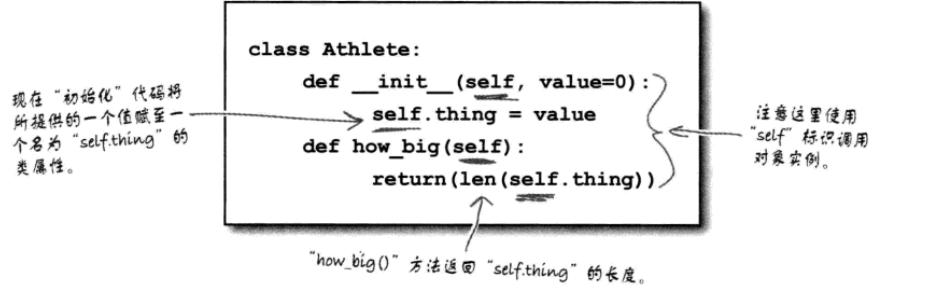 class Athlete:
def __init__(self, value=0):
self.thing = value
def how_big(self):
return(len(self.thing))
现在“初始化”代码将
所提供的一个值赋至一
个名为“self.thing”的
类属性。
注意这里使用
“self”标识调用
对象实例。
“how_big()”方法返回“self.thing”的长度。